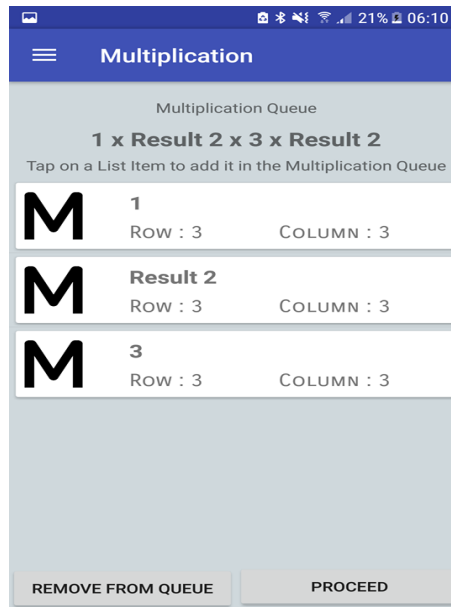 21% 06:10
Multiplication
Multiplication Queue
1 x Result 2 x 3 x Result 2
Tap on a List Item to add it in the Multiplication Queue
M
1
Row : 3 Column : 3
M
Result 2
Row : 3 Column : 3
M
3
Row : 3 Column : 3
REMOVE FROM QUEUE PROCEED